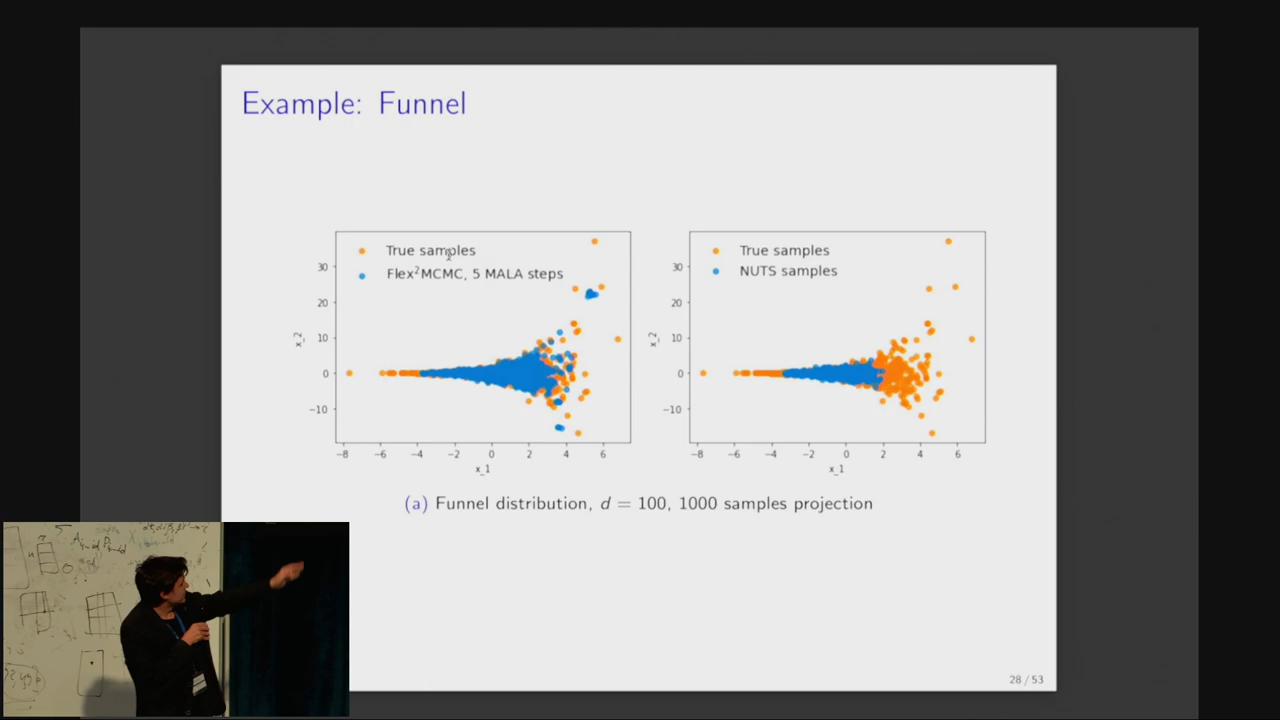 Example: Funnel
True samples
Flex²MCMC, 5 MALA steps
30
20
10
0
−10
x_2
−8 −6 −4 −2 0 2 4 6
x_1
True samples
NUTS samples
30
20
10
0
−10
x_2
−8 −6 −4 −2 0 2 4 6
x_1
(a) Funnel distribution, d = 100, 1000 samples projection
28 / 53